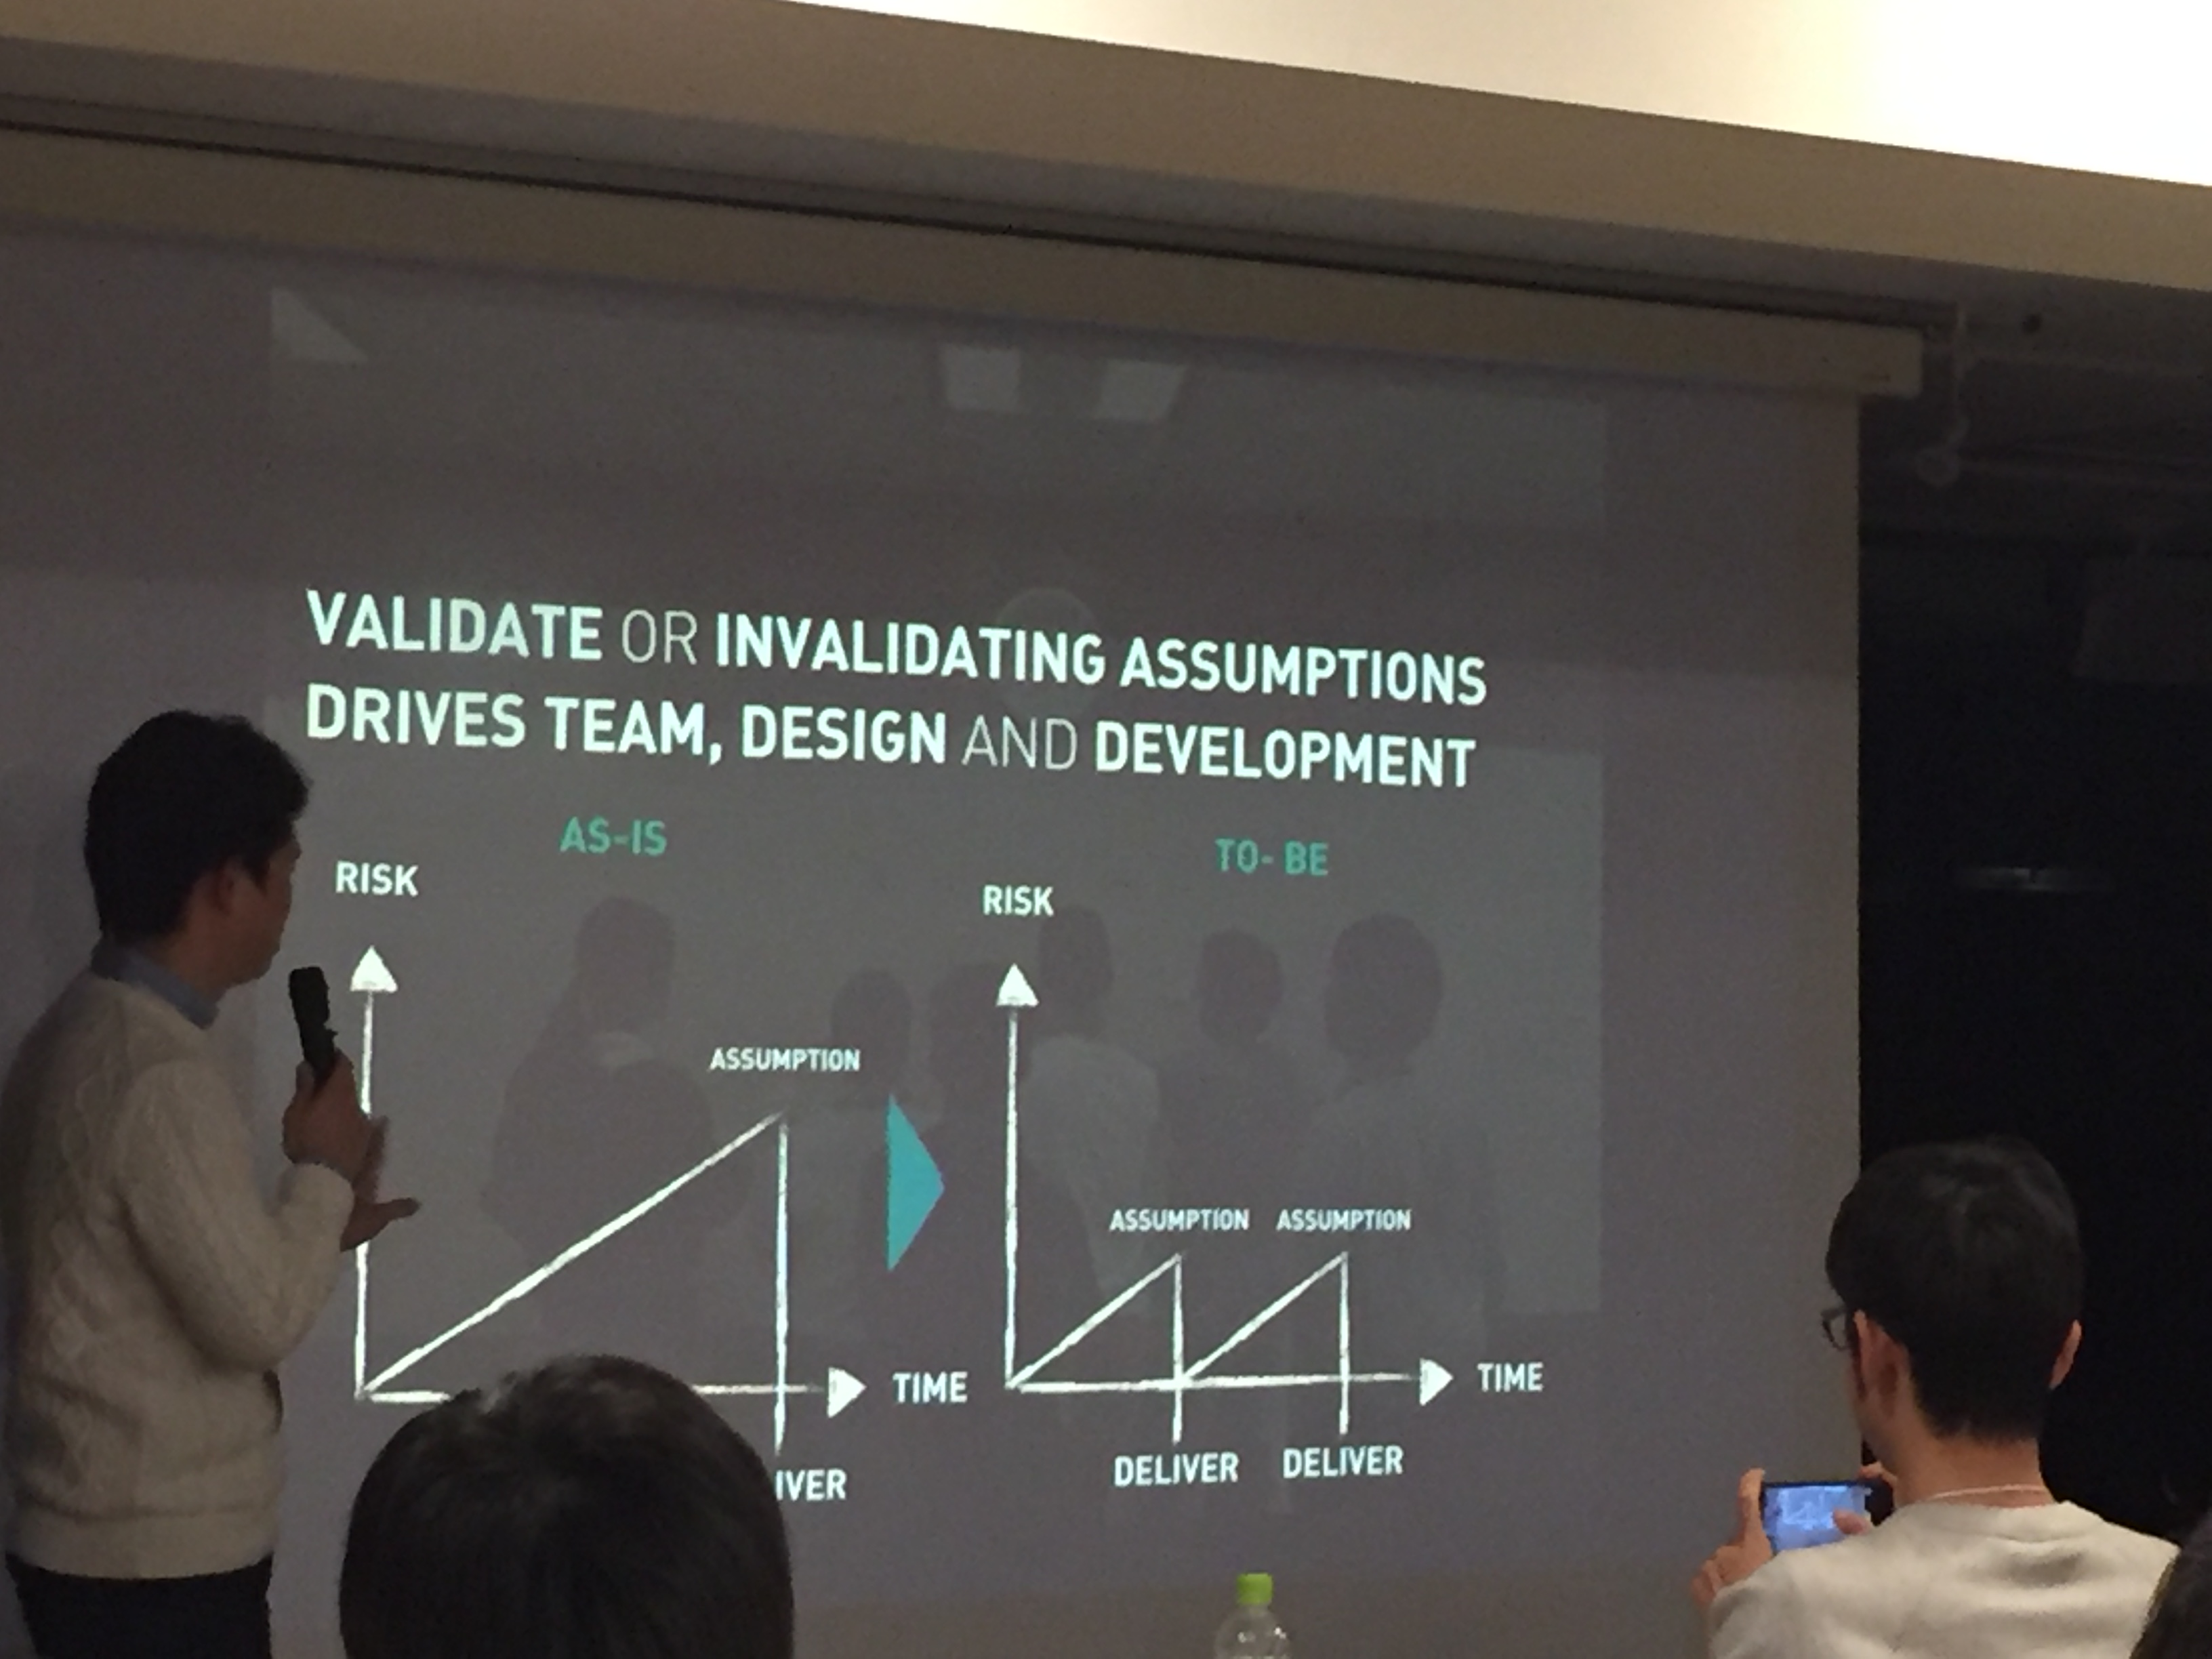 VALIDATE OR INVALIDATING ASSUMPTIONS
DRIVES TEAM, DESIGN AND DEVELOPMENT
AS-IS
RISK
ASSUMPTION
TIME
IVER
TO- BE
RISK
ASSUMPTION ASSUMPTION
TIME
DELIVER DELIVER